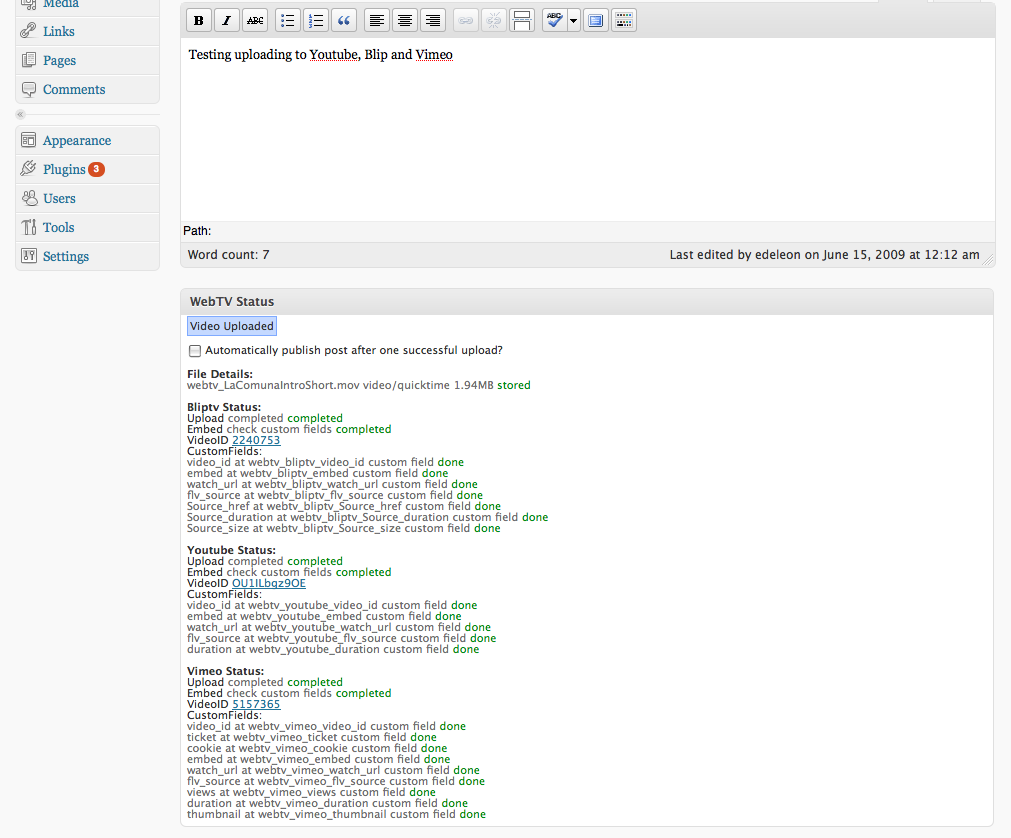 Media
Links
Pages
Comments
Appearance
Plugins 3
Users
Tools
Settings
B I ABC ABC
Testing uploading to Youtube, Blip and Vimeo
Path:
Word count: 7
Last edited by edeleon on June 15, 2009 at 12:12 am
WebTV Status
Video Uploaded
Automatically publish post after one successful upload?
File Details:
webtv_LaComunaIntroShort.mov video/quicktime 1.94MB stored
Bliptv Status:
Upload completed completed
Embed check custom fields completed
VideoID 2240753
CustomFields:
video_id at webtv_bliptv_video_id custom field done
embed at webtv_bliptv_embed custom field done
watch_url at webtv_bliptv_watch_url custom field done
flv_source at webtv_bliptv_flv_source custom field done
Source_href at webtv_bliptv_Source_href custom field done
Source_duration at webtv_bliptv_Source_duration custom field done
Source_size at webtv_bliptv_Source_size custom field done
Youtube Status:
Upload completed completed
Embed check custom fields completed
VideoID OU1ILbqz9OE
CustomFields:
video_id at webtv_youtube_video_id custom field done
embed at webtv_youtube_embed custom field done
watch_url at webtv_youtube_watch_url custom field done
flv_source at webtv_youtube_flv_source custom field done
duration at webtv_youtube_duration custom field done
Vimeo Status:
Upload completed completed
Embed check custom fields completed
VideoID 5157365
CustomFields:
video_id at webtv_vimeo_video_id custom field done
ticket at webtv_vimeo_ticket custom field done
cookie at webtv_vimeo_cookie custom field done
embed at webtv_vimeo_embed custom field done
watch_url at webtv_vimeo_watch_url custom field done
flv_source at webtv_vimeo_flv_source custom field done
views at webtv_vimeo_views custom field done
duration at webtv_vimeo_duration custom field done
thumbnail at webtv_vimeo_thumbnail custom field done